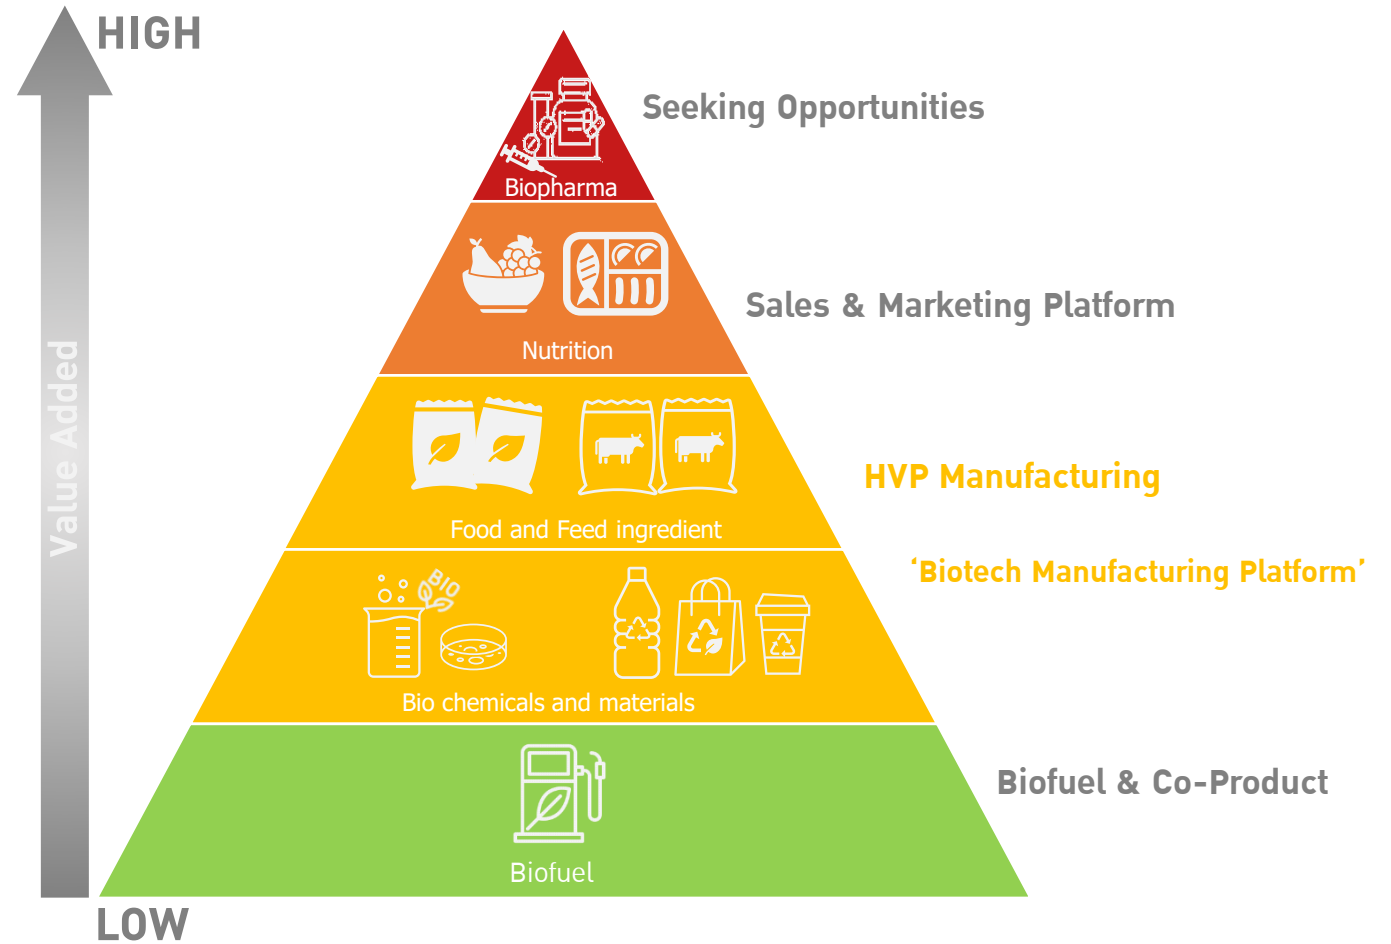 HIGH
Seeking Opportunities
Biopharma
Sales & Marketing Platform
Nutrition
Value Added
HVP Manufacturing
Food and Feed ingredient
‘Biotech Manufacturing Platform’
BIO
Bio chemicals and materials
Biofuel & Co-Product
Biofuel
LOW